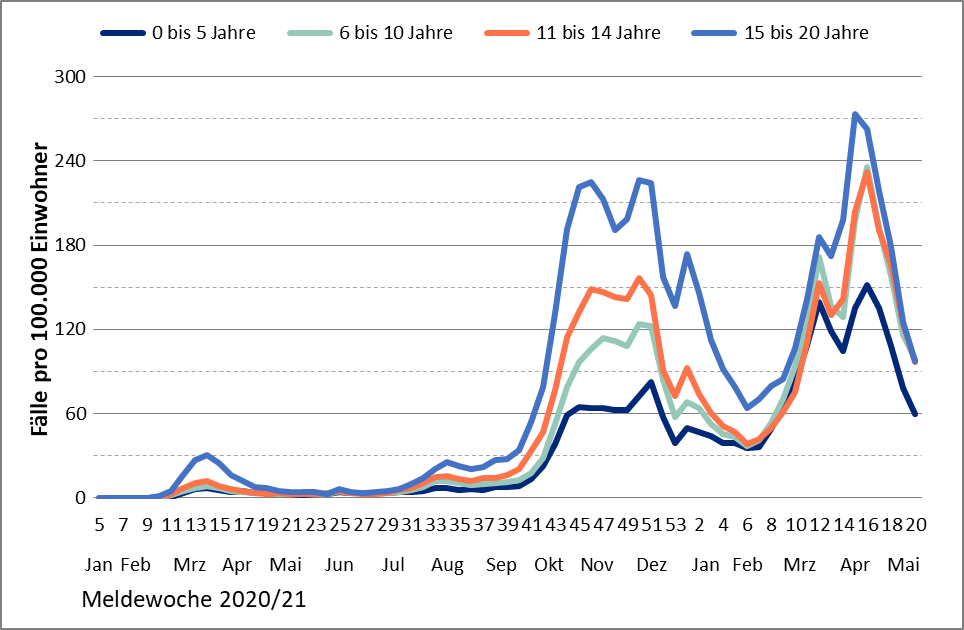 0 bis 5 Jahre 6 bis 10 Jahre 11 bis 14 Jahre 15 bis 20 Jahre
Fälle pro 100.000 Einwohner
300
240
180
120
60
0
5 7 9 11 13 15 17 19 21 23 25 27 29 31 33 35 37 39 41 43 45 47 49 51 53 2 4 6 8 10 12 14 16 18 20
Jan Feb Mrz Apr Mai Jun Jul Aug Sep Okt Nov Dez Jan Feb Mrz Apr Mai
Meldewoche 2020/21